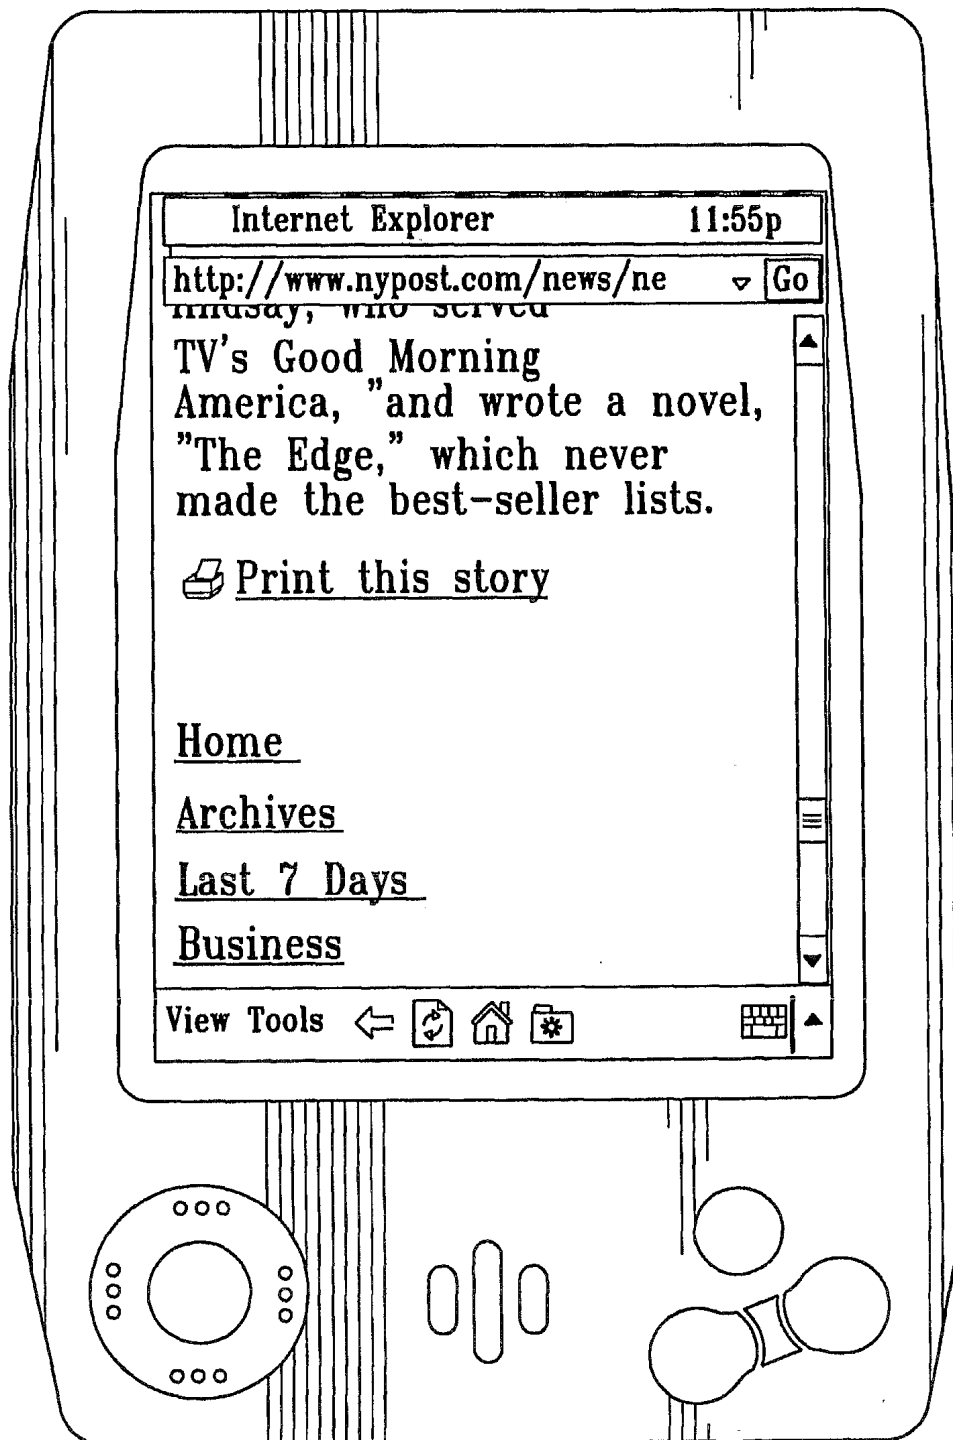 Internet Explorer 11:55p
http://www.nypost.com/news/ne Go
who served
TV's Good Morning
America, "and wrote a novel,
"The Edge," which never
made the best-seller lists.
Print this story
Home
Archives
Last 7 Days
Business
View Tools